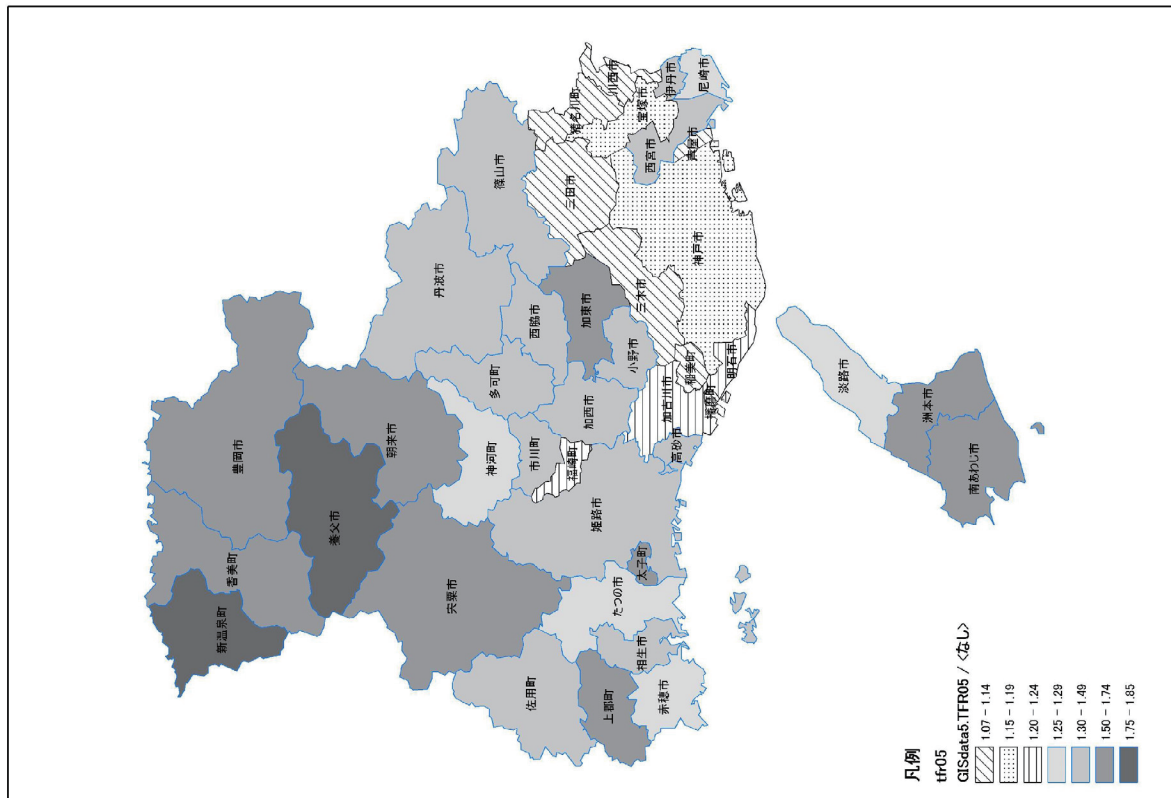 新温泉町
香美町
豊岡市
養父市
朝来市
宍粟市
丹波市
篠山市
神河町
多可町
西脇市
加東市
三田市
猪名川町
川西市
宝塚市
伊丹市
尼崎市
西宮市
芦屋市
佐用町
上郡町
赤穂市
相生市
たつの市
太子町
姫路市
市川町
福崎町
加西市
小野市
三木市
神戸市
高砂市
加古川市
稲美町
播磨町
明石市
淡路市
洲本市
南あわじ市
凡例
tfr05
GISdata5.TFR05 / <なし>
1.07 - 1.14
1.15 - 1.19
1.20 - 1.24
1.25 - 1.29
1.30 - 1.49
1.50 - 1.74
1.75 - 1.85